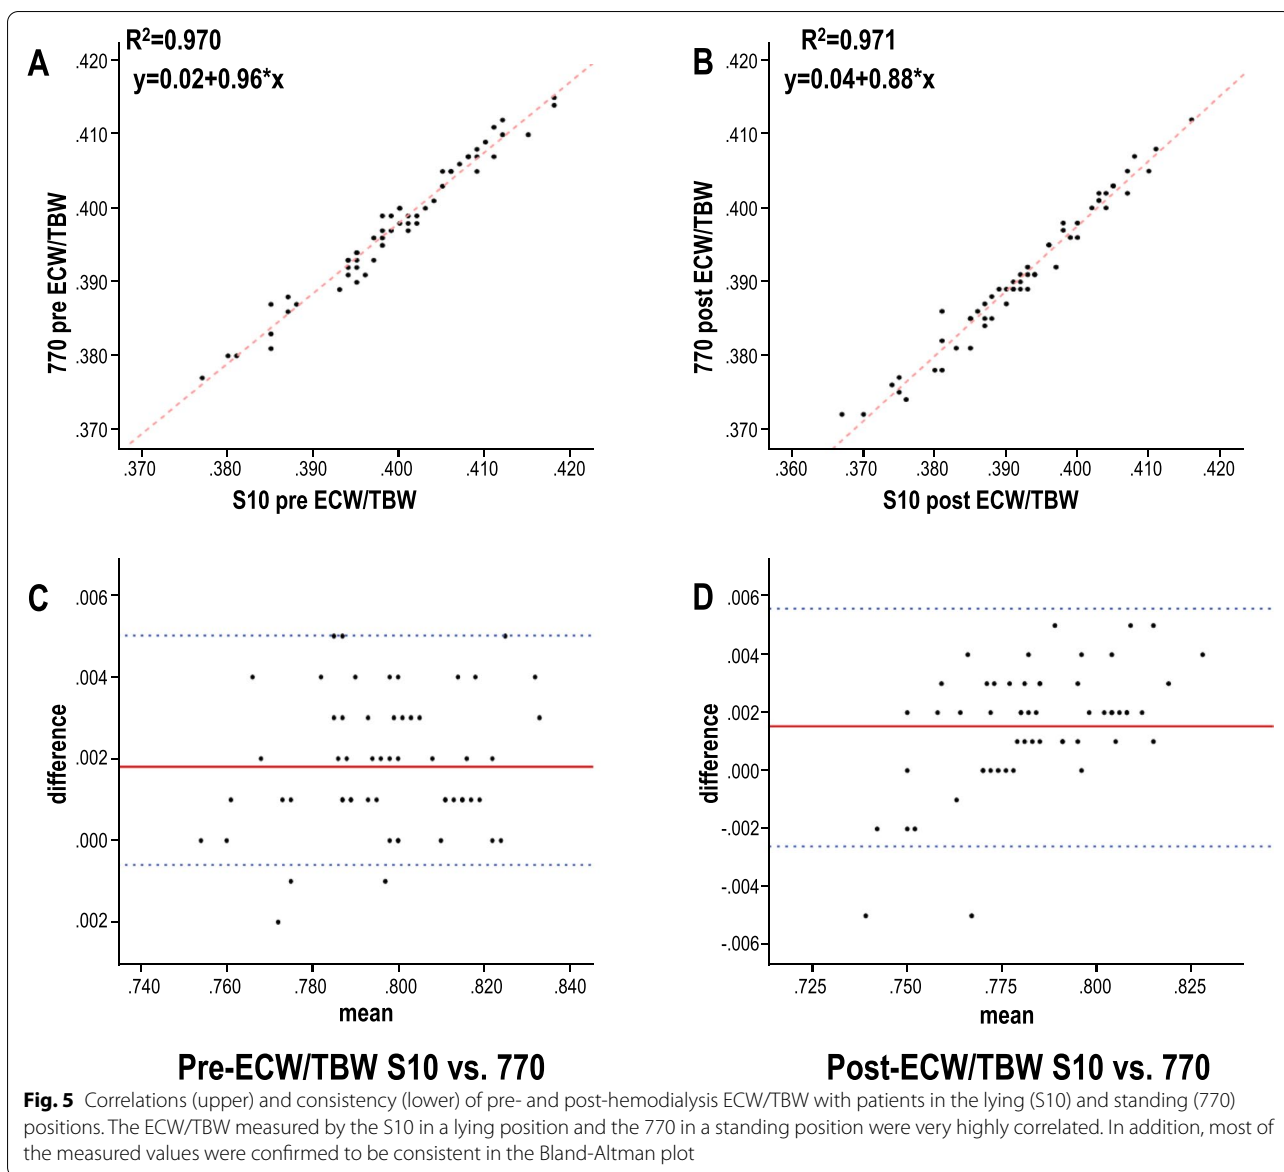 A
R²=0.970
y=0.02+0.96*x
.420
.410
.400
.390
.380
.370
770 pre ECW/TBW
.370 .380 .390 .400 .410 .420
S10 pre ECW/TBW
B
R²=0.971
y=0.04+0.88*x
.420
.410
.400
.390
.380
.370
770 post ECW/TBW
.360 .370 .380 .390 .400 .410 .420
S10 post ECW/TBW
C
.006
.004
.002
.000
.002
difference
.740 .760 .780 .800 .820 .840
mean
Pre-ECW/TBW S10 vs. 770
D
.006
.004
.002
.000
-.002
-.004
-.006
difference
.725 .750 .775 .800 .825
mean
Post-ECW/TBW S10 vs. 770
Fig. 5 Correlations (upper) and consistency (lower) of pre- and post-hemodialysis ECW/TBW with patients in the lying (S10) and standing (770)
positions. The ECW/TBW measured by the S10 in a lying position and the 770 in a standing position were very highly correlated. In addition, most of
the measured values were confirmed to be consistent in the Bland-Altman plot